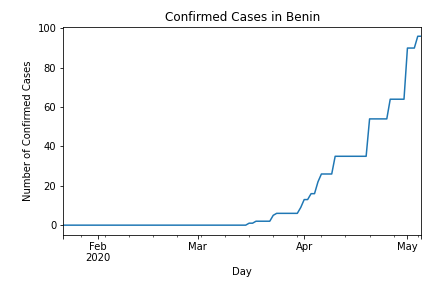 Confirmed Cases in Benin
Number of Confirmed Cases
100
80
60
40
20
0
Feb
2020
Mar
Apr
May
Day